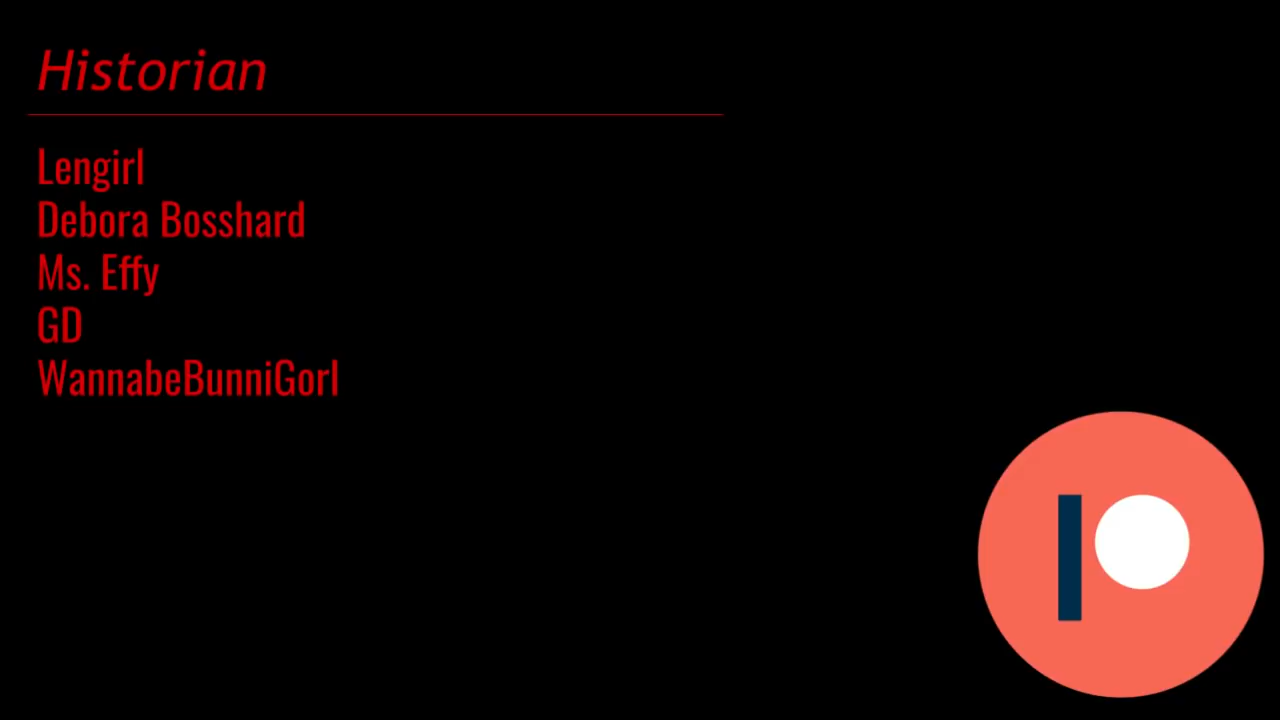 Historian
Lengirl
Debora Bosshard
Ms. Effy
GD
WannabeBunniGorl